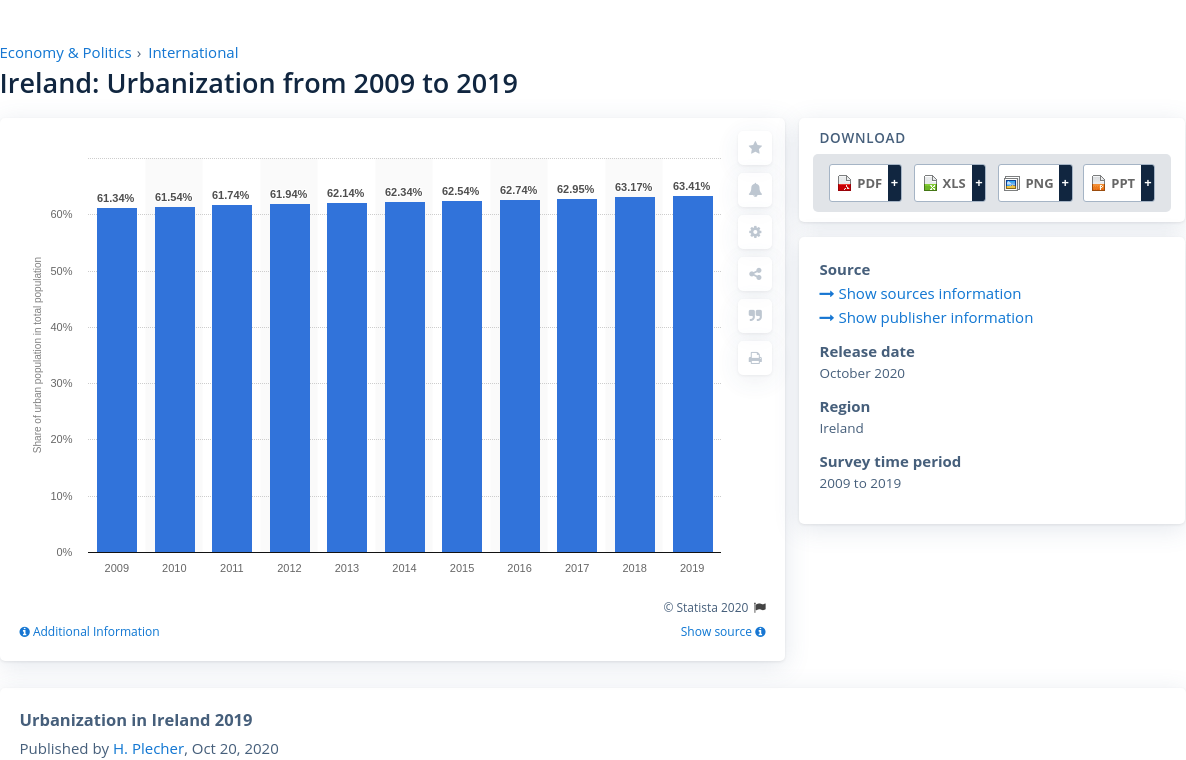 Economy & Politics › International
Ireland: Urbanization from 2009 to 2019
Share of urban population in total population
60%
50%
40%
30%
20%
10%
0%
61.34% 61.54% 61.74% 61.94% 62.14% 62.34% 62.54% 62.74% 62.95% 63.17% 63.41%
2009 2010 2011 2012 2013 2014 2015 2016 2017 2018 2019
© Statista 2020
Additional Information
Show source
DOWNLOAD
PDF + XLS + PNG + PPT +
Source
Show sources information
Show publisher information
Release date
October 2020
Region
Ireland
Survey time period
2009 to 2019
Urbanization in Ireland 2019
Published by H. Plecher, Oct 20, 2020